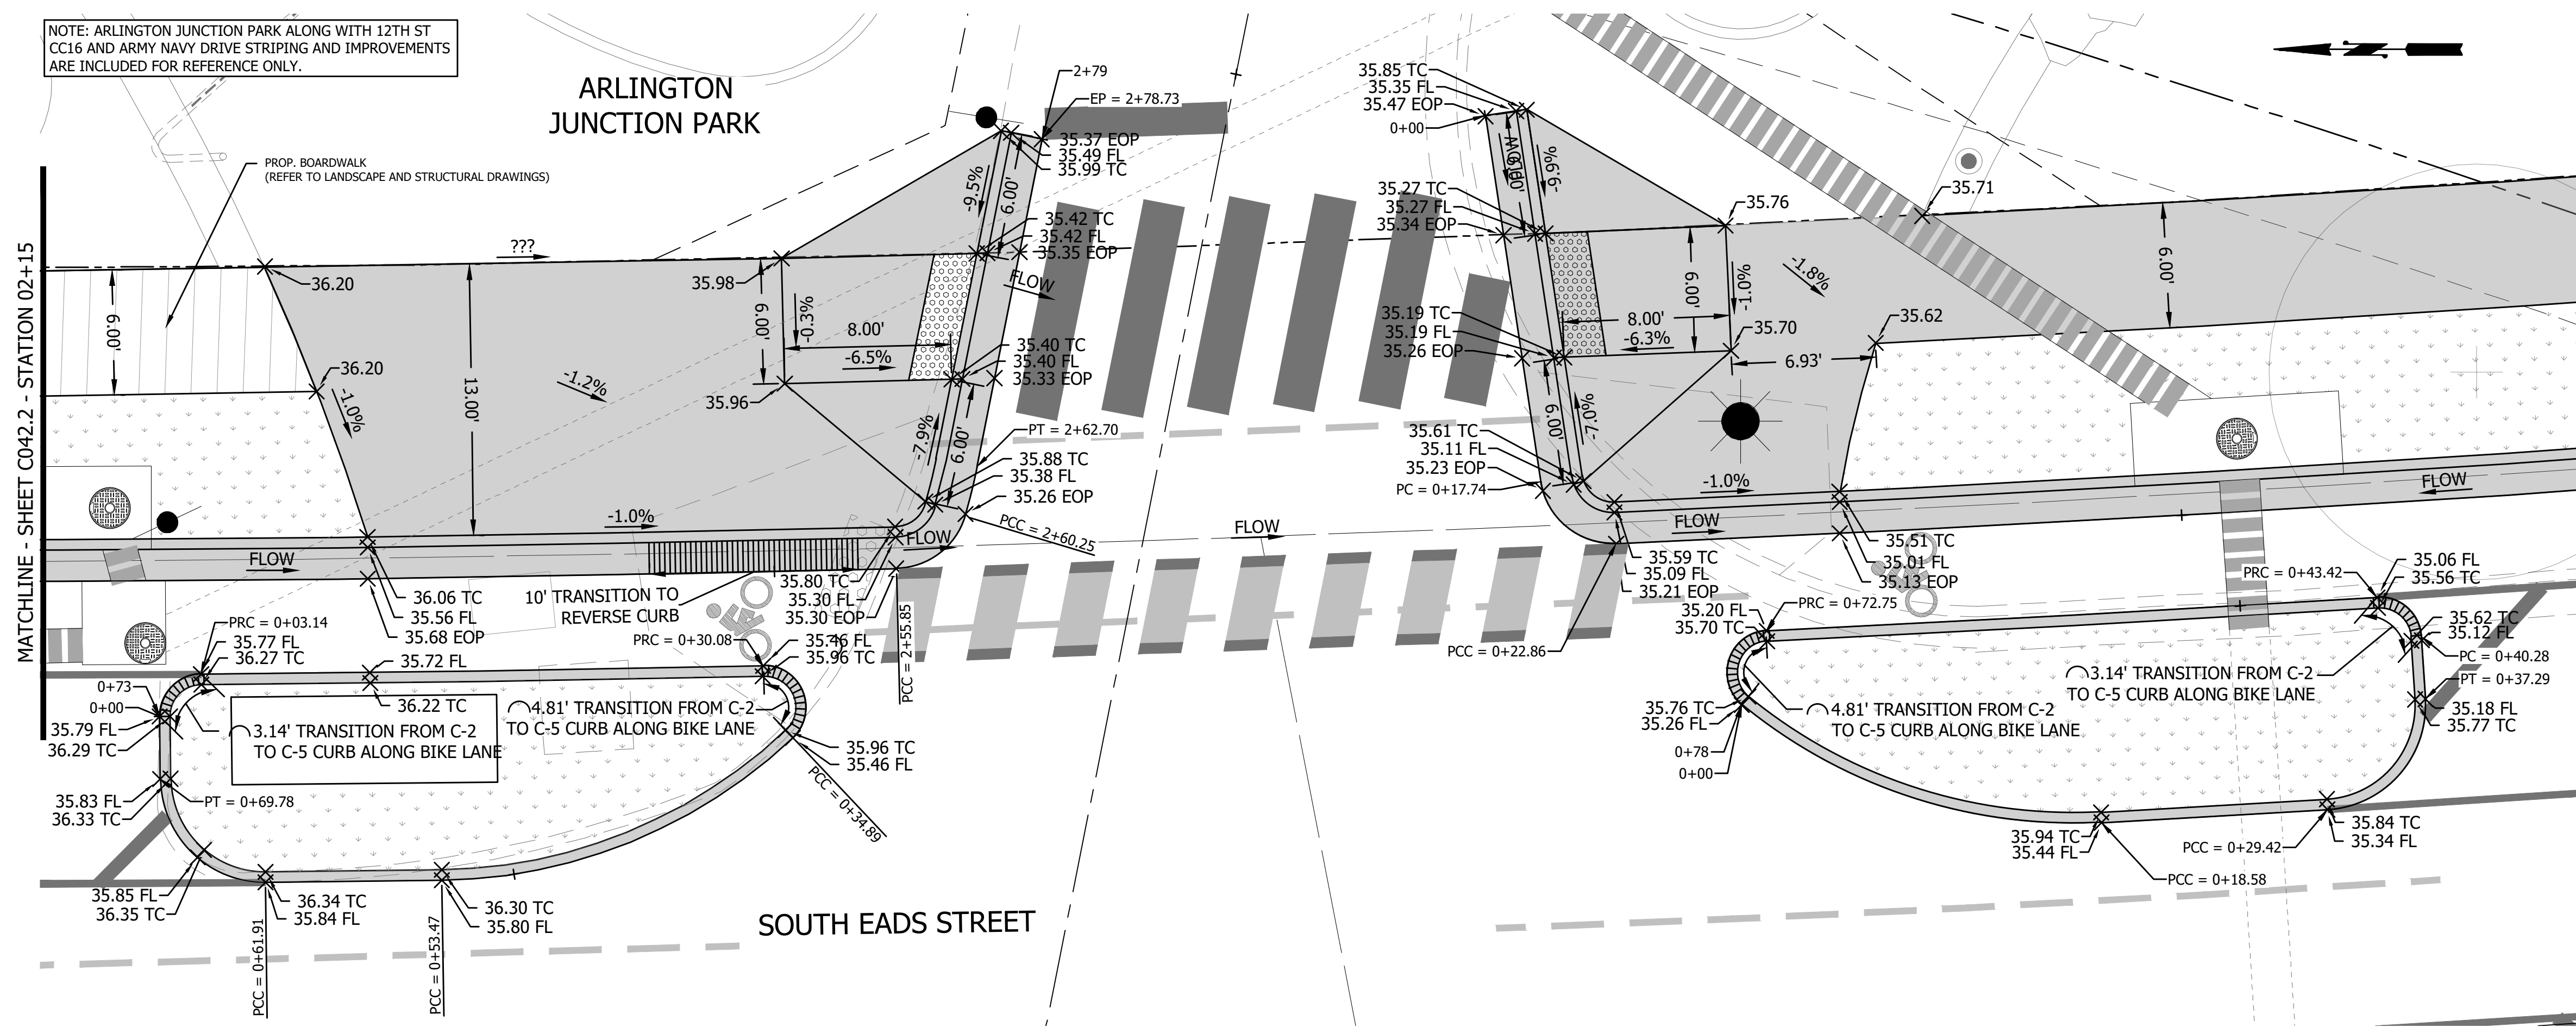 NOTE: ARLINGTON JUNCTION PARK ALONG WITH 12TH ST
CC16 AND ARMY NAVY DRIVE STRIPING AND IMPROVEMENTS
ARE INCLUDED FOR REFERENCE ONLY.
ARLINGTON
JUNCTION PARK
PROP. BOARDWALK
(REFER TO LANDSCAPE AND STRUCTURAL DRAWINGS)
MATCHLINE - SHEET C042.2 - STATION 02+15
2+79
EP = 2+78.73
35.37 EOP
35.49 FL
35.99 TC
-9.5%
6.00'
35.42 TC
35.42 FL
35.35 EOP
FLOW
???
36.20
6.00'
36.20
-1.0%
13.00'
-1.2%
35.98
6.00'
-0.3%
8.00'
-6.5%
35.96
35.40 TC
35.40 FL
35.33 EOP
-7.9%
6.00'
PT = 2+62.70
35.88 TC
35.38 FL
35.26 EOP
PCC = 2+60.25
-1.0%
FLOW
FLOW
FLOW
36.06 TC
35.56 FL
35.68 EOP
10' TRANSITION TO
REVERSE CURB
35.80 TC
35.30 FL
35.30 EOP
PCC = 2+55.85
PRC = 0+03.14
35.77 FL
36.27 TC
35.72 FL
36.22 TC
PRC = 0+30.08
35.46 FL
35.96 TC
0+73
0+00
35.79 FL
36.29 TC
3.14' TRANSITION FROM C-2
TO C-5 CURB ALONG BIKE LANE
4.81' TRANSITION FROM C-2
TO C-5 CURB ALONG BIKE LANE
35.96 TC
35.46 FL
PCC = 0+34.89
35.83 FL
36.33 TC
PT = 0+69.78
35.85 FL
36.35 TC
36.34 TC
35.84 FL
PCC = 0+61.91
36.30 TC
35.80 FL
PCC = 0+53.47
SOUTH EADS STREET
35.85 TC
35.35 FL
35.47 EOP
0+00
FLOW
6.00'
-9.9%
35.27 TC
35.27 FL
35.34 EOP
35.76
35.71
-1.8%
6.00'
6.00'
-1.0%
8.00'
-6.3%
35.19 TC
35.19 FL
35.26 EOP
35.70
35.62
6.93'
6.00'
-7.0%
35.61 TC
35.11 FL
35.23 EOP
PC = 0+17.74
-1.0%
FLOW
FLOW
35.59 TC
35.09 FL
35.21 EOP
35.51 TC
35.01 FL
35.13 EOP
35.20 FL
35.70 TC
PRC = 0+72.75
PCC = 0+22.86
PRC = 0+43.42
35.06 FL
35.56 TC
35.62 TC
35.12 FL
PC = 0+40.28
PT = 0+37.29
35.18 FL
35.77 TC
3.14' TRANSITION FROM C-2
TO C-5 CURB ALONG BIKE LANE
4.81' TRANSITION FROM C-2
TO C-5 CURB ALONG BIKE LANE
35.76 TC
35.26 FL
0+78
0+00
35.94 TC
35.44 FL
PCC = 0+18.58
PCC = 0+29.42
35.84 TC
35.34 FL